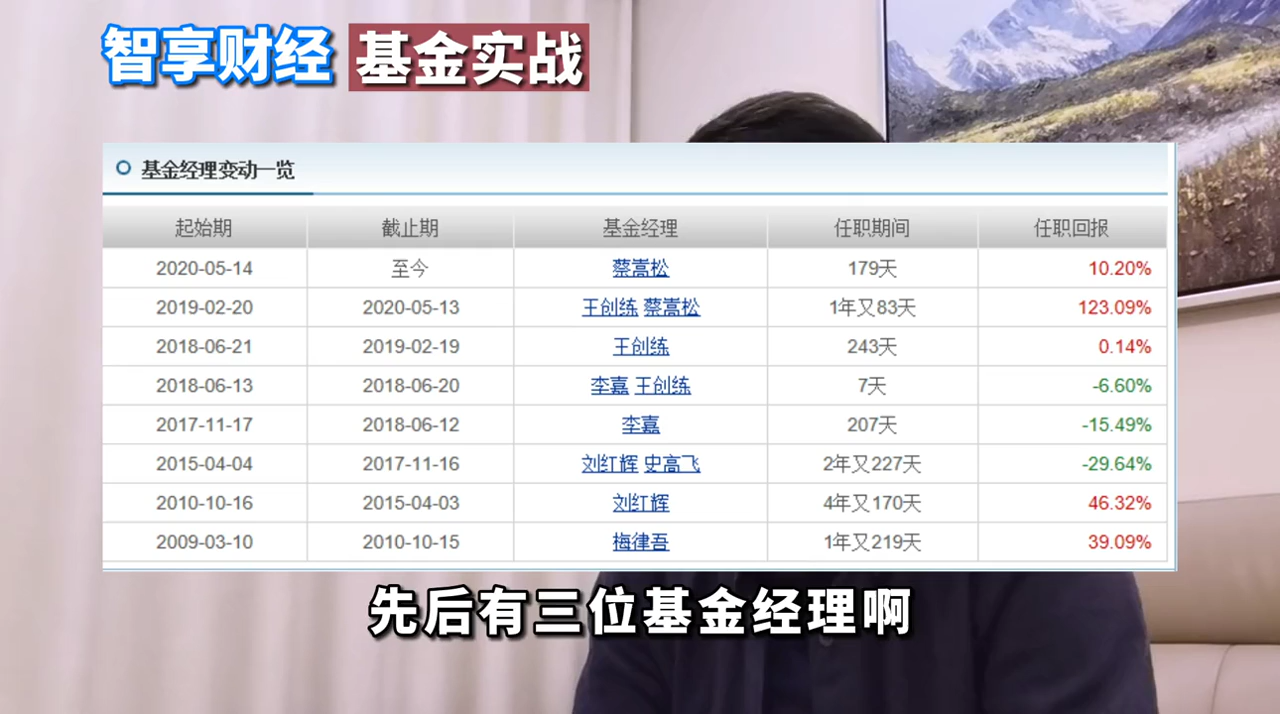 智享财经 基金实战
基金经理变动一览
起始期 截止期 基金经理 任职期间 任职回报
2020-05-14 至今 蔡嵩松 179天 10.20%
2019-02-20 2020-05-13 王创练 蔡嵩松 1年又83天 123.09%
2018-06-21 2019-02-19 王创练 243天 0.14%
2018-06-13 2018-06-20 李嘉 王创练 7天 -6.60%
2017-11-17 2018-06-12 李嘉 207天 -15.49%
2015-04-04 2017-11-16 刘红辉 史高飞 2年又227天 -29.64%
2010-10-16 2015-04-03 刘红辉 4年又170天 46.32%
2009-03-10 2010-10-15 梅律吾 1年又219天 39.09%
先后有三位基金经理啊